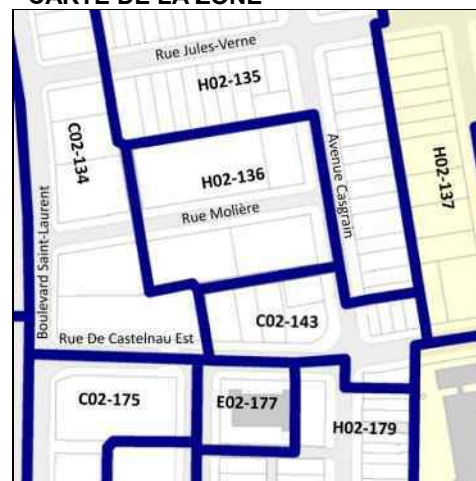 CARTE DE LA ZONE
Rue Jules-Verne
H02-135
C02-134
H02-136
Avenue Casgrain
H02-137
Rue Molière
Boulevard Saint-Laurent
C02-143
Rue De Castelnau Est
C02-175
E02-177
H02-179